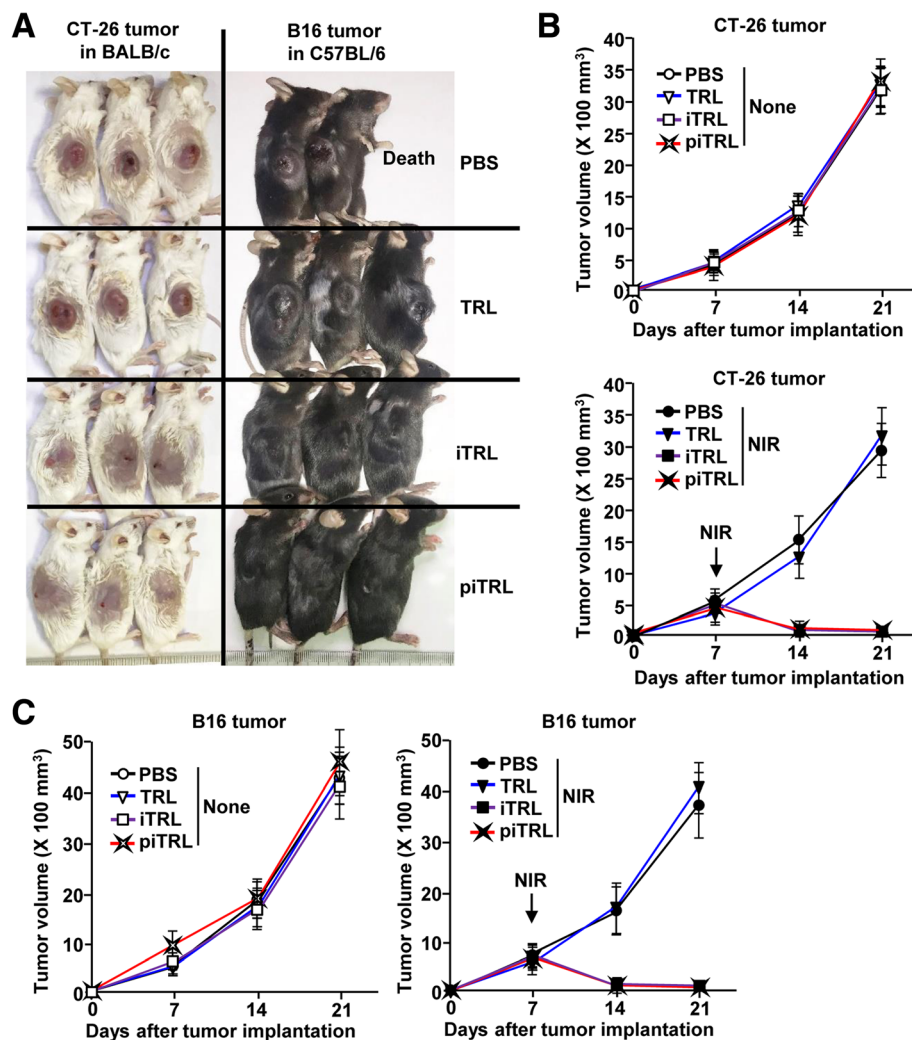 A
CT-26 tumor
in BALB/c
B16 tumor
in C57BL/6
Death
PBS
TRL
iTRL
piTRL
B
CT-26 tumor
Tumor volume (X 100 mm³)
40
35
30
25
20
15
10
5
0
PBS
TRL
iTRL
piTRL
None
0 7 14 21
Days after tumor implantation
CT-26 tumor
Tumor volume (X 100 mm³)
40
35
30
25
20
15
10
5
0
PBS
TRL
iTRL
piTRL
NIR
NIR
0 7 14 21
Days after tumor implantation
C
B16 tumor
Tumor volume (X 100 mm³)
50
40
30
20
10
0
PBS
TRL
iTRL
piTRL
None
0 7 14 21
Days after tumor implantation
B16 tumor
Tumor volume (X 100 mm³)
50
40
30
20
10
0
PBS
TRL
iTRL
piTRL
NIR
NIR
0 7 14 21
Days after tumor implantation